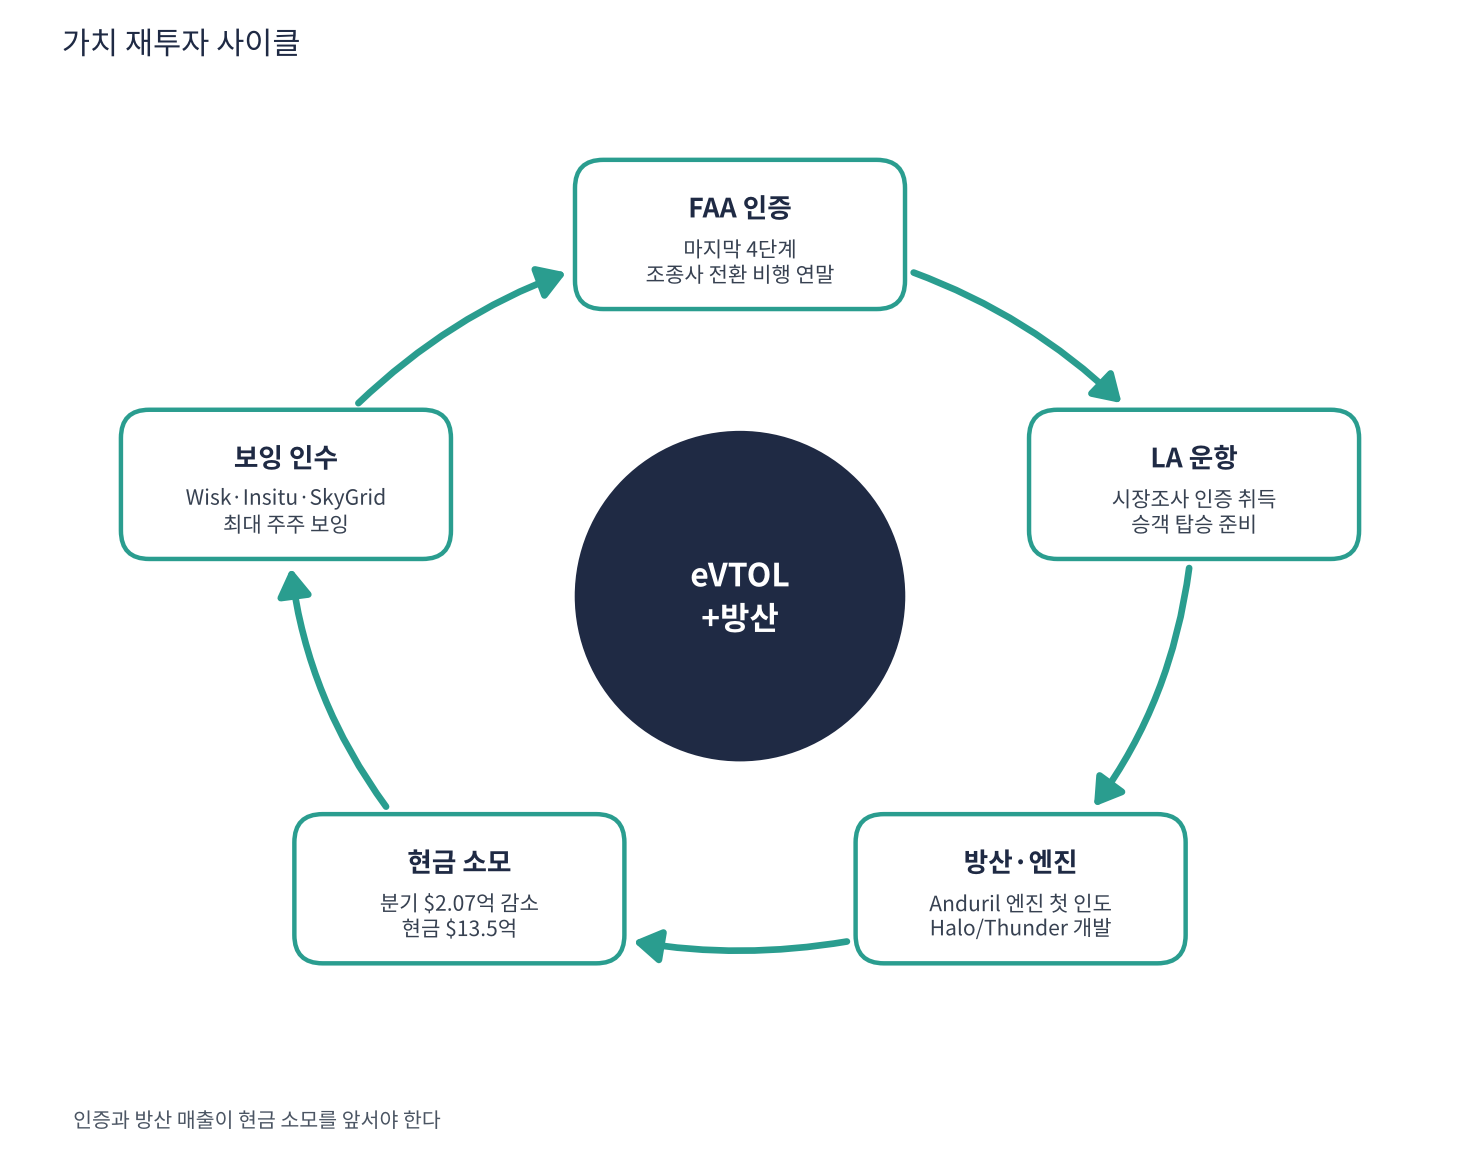 가치 재투자 사이클
FAA 인증
마지막 4단계
조종사 전환 비행 연말
LA 운항
시장조사 인증 취득
승객 탑승 준비
방산·엔진
Anduril 엔진 첫 인도
Halo/Thunder 개발
현금 소모
분기 $2.07억 감소
현금 $13.5억
보잉 인수
Wisk·Insitu·SkyGrid
최대 주주 보잉
eVTOL
+방산
인증과 방산 매출이 현금 소모를 앞서야 한다